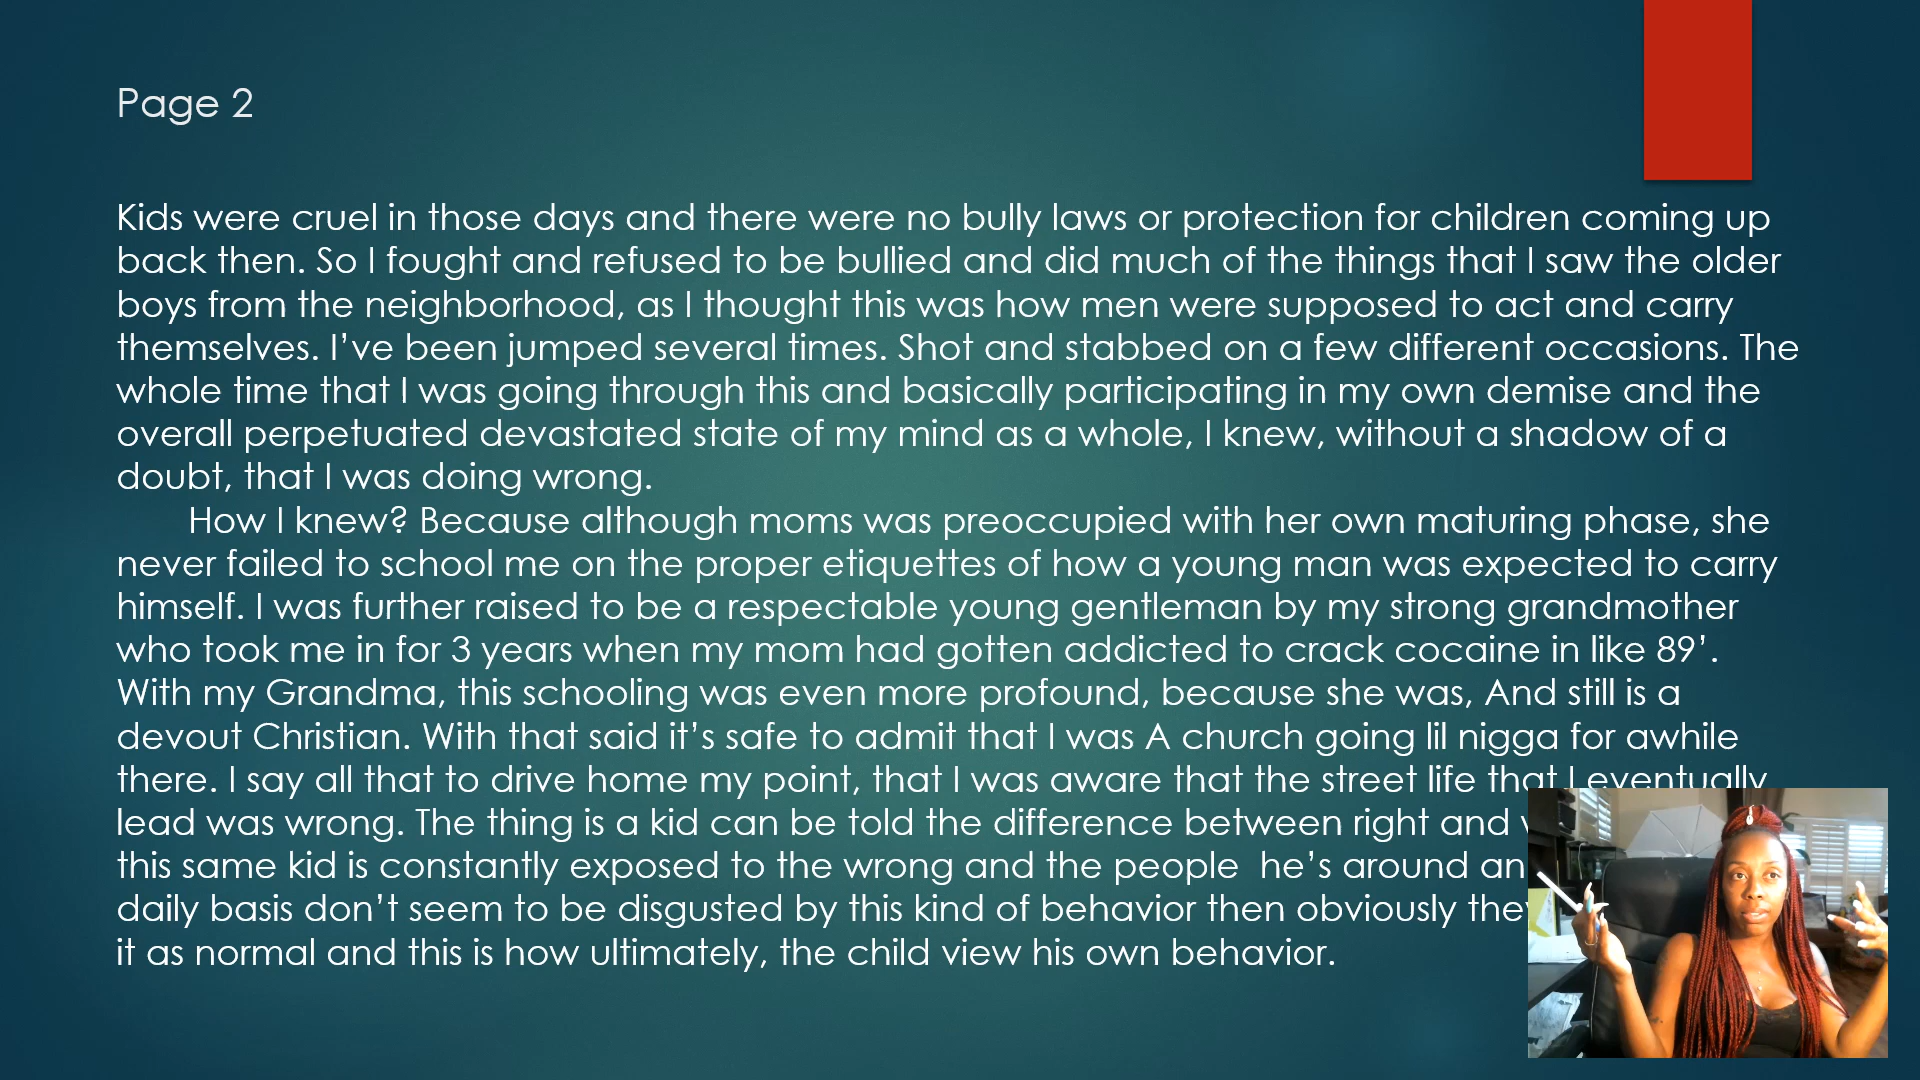 Page 2
Kids were cruel in those days and there were no bully laws or protection for children coming up
back then. So I fought and refused to be bullied and did much of the things that I saw the older
boys from the neighborhood, as I thought this was how men were supposed to act and carry
themselves. I’ve been jumped several times. Shot and stabbed on a few different occasions. The
whole time that I was going through this and basically participating in my own demise and the
overall perpetuated devastated state of my mind as a whole, I knew, without a shadow of a
doubt, that I was doing wrong.
How I knew? Because although moms was preoccupied with her own maturing phase, she
never failed to school me on the proper etiquettes of how a young man was expected to carry
himself. I was further raised to be a respectable young gentleman by my strong grandmother
who took me in for 3 years when my mom had gotten addicted to crack cocaine in like 89’.
With my Grandma, this schooling was even more profound, because she was, And still is a
devout Christian. With that said it’s safe to admit that I was A church going lil nigga for awhile
there. I say all that to drive home my point, that I was aware that the street life that I eventually
lead was wrong. The thing is a kid can be told the difference between right and
this same kid is constantly exposed to the wrong and the people he’s around
daily basis don’t seem to be disgusted by this kind of behavior then obviously
it as normal and this is how ultimately, the child view his own behavior.